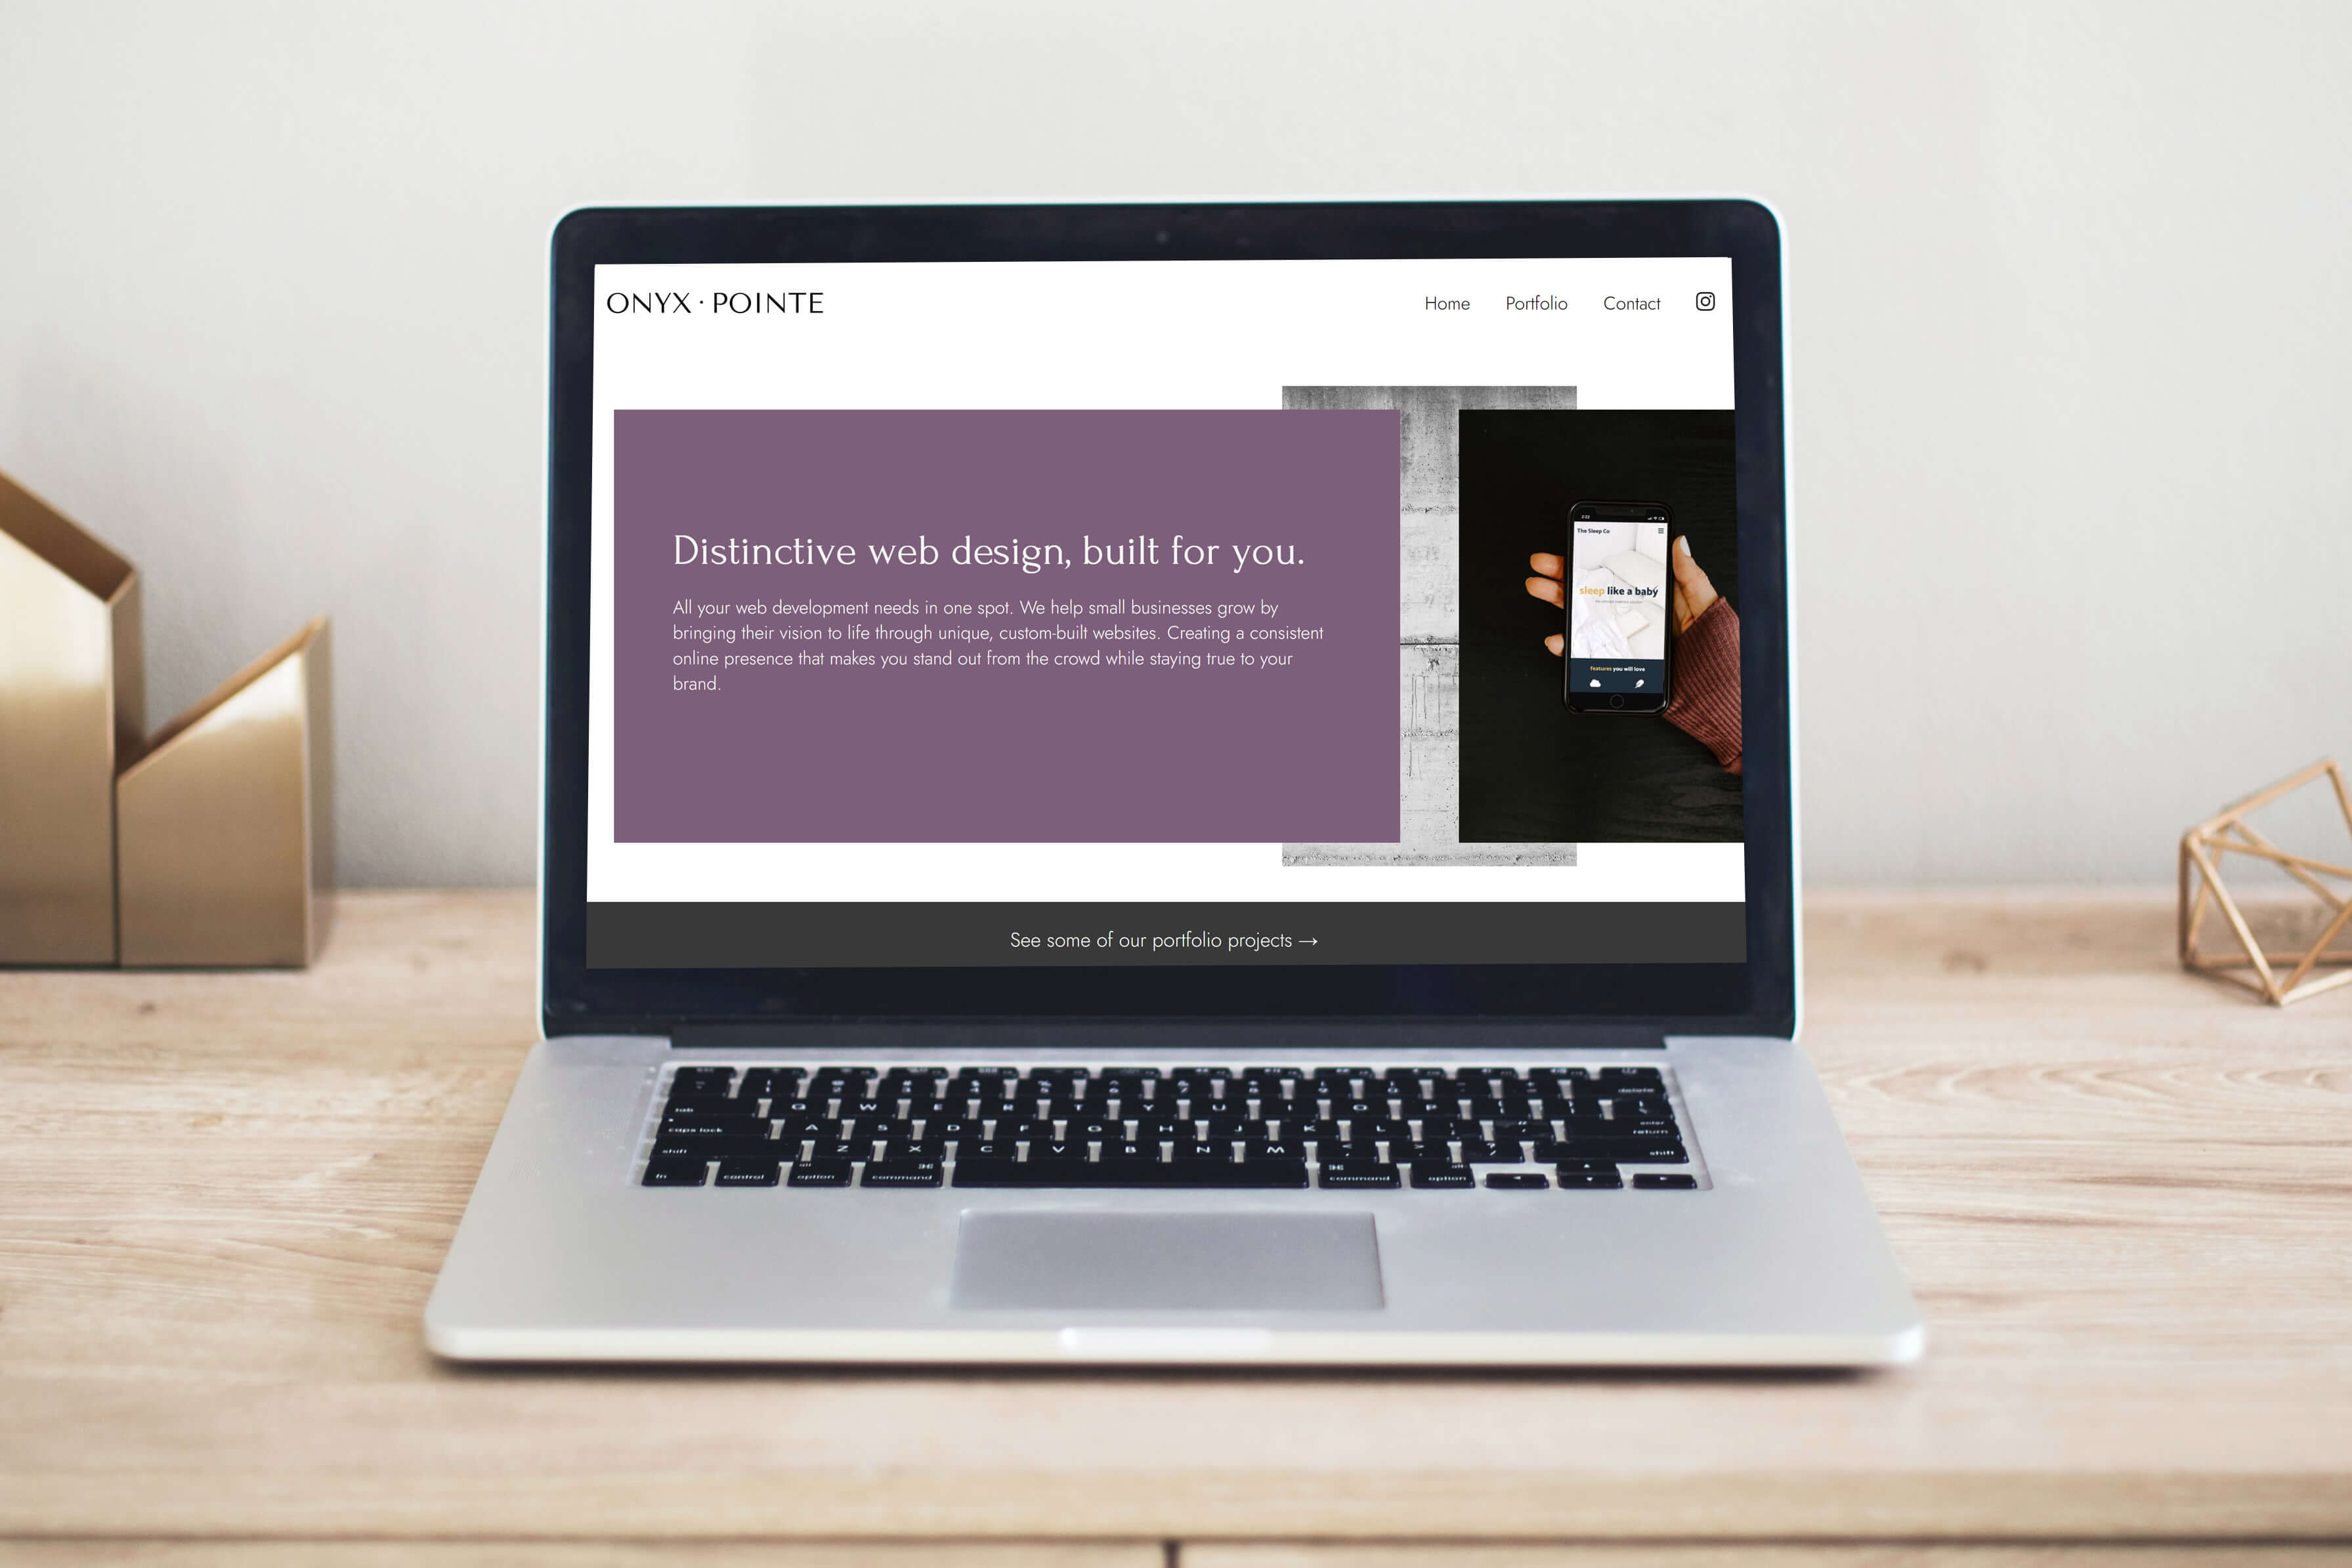 ONYX · POINTE
Home Portfolio Contact
Distinctive web design, built for you.
All your web development needs in one spot. We help small businesses grow by
bringing their vision to life through unique, custom-built websites. Creating a consistent
online presence that makes you stand out from the crowd while staying true to your
brand.
The Sleep Co
sleep like a baby
features you will love
See some of our portfolio projects →
delete
tab Q W E R T Y U I O P
caps lock A S D F G H J K L enter
return
shift Z X C V B N M shift
fn control alt option ⌘ command ⌘ command alt option